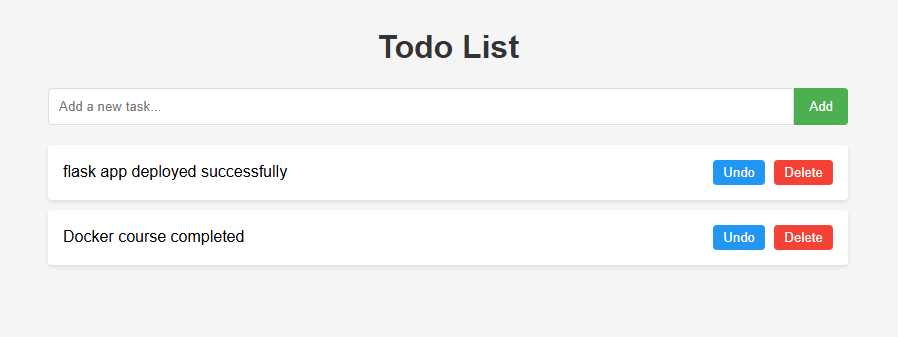 Todo List
Add a new task... Add
flask app deployed successfully Undo Delete
Docker course completed Undo Delete